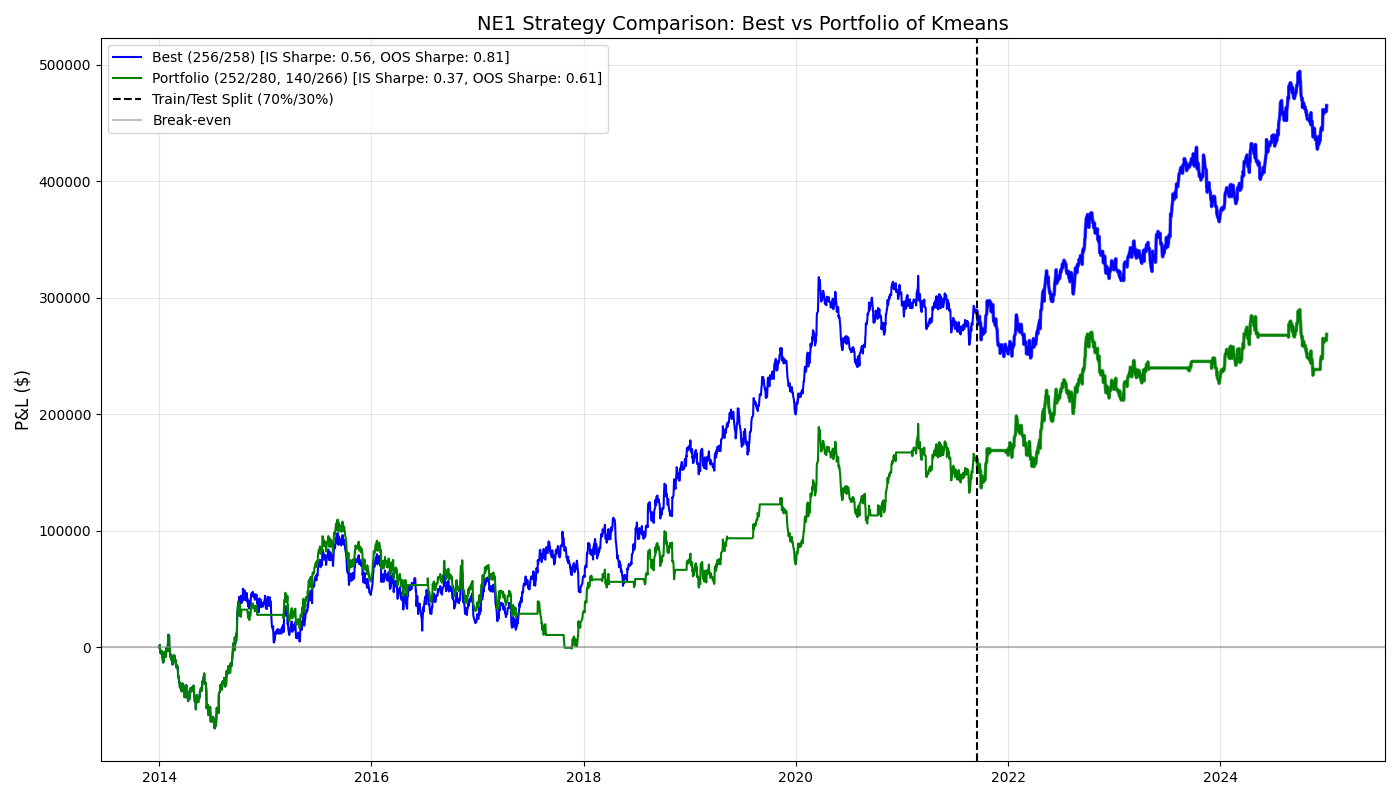 NE1 Strategy Comparison: Best vs Portfolio of Kmeans
Best (256/258) [IS Sharpe: 0.56, OOS Sharpe: 0.81]
Portfolio (252/280, 140/266) [IS Sharpe: 0.37, OOS Sharpe: 0.61]
Train/Test Split (70%/30%)
Break-even
P&L ($)
500000
400000
300000
200000
100000
0
2014
2016
2018
2020
2022
2024